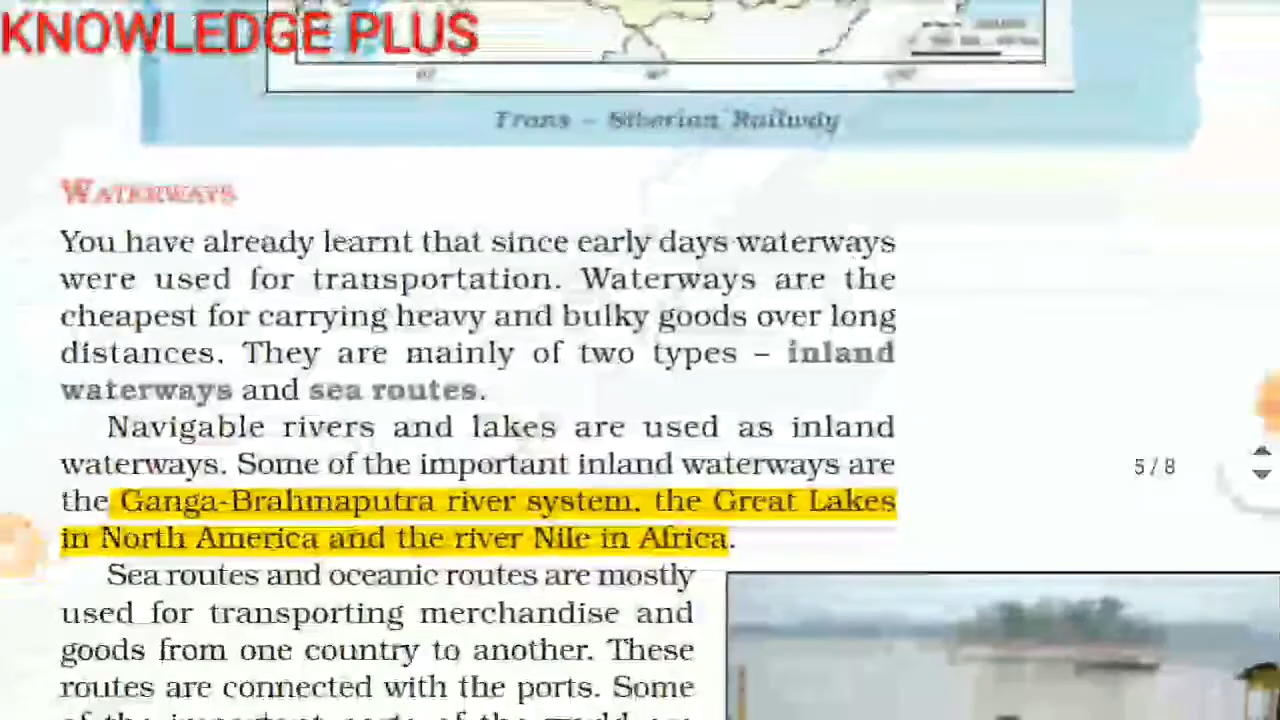 KNOWLEDGE PLUS
Trans – Siberian Railway
WATERWAYS
You have already learnt that since early days waterways
were used for transportation. Waterways are the
cheapest for carrying heavy and bulky goods over long
distances. They are mainly of two types – inland
waterways and sea routes.
Navigable rivers and lakes are used as inland
waterways. Some of the important inland waterways are
the Ganga-Brahmaputra river system, the Great Lakes
in North America and the river Nile in Africa.
5 / 8
Sea routes and oceanic routes are mostly
used for transporting merchandise and
goods from one country to another. These
routes are connected with the ports. Some